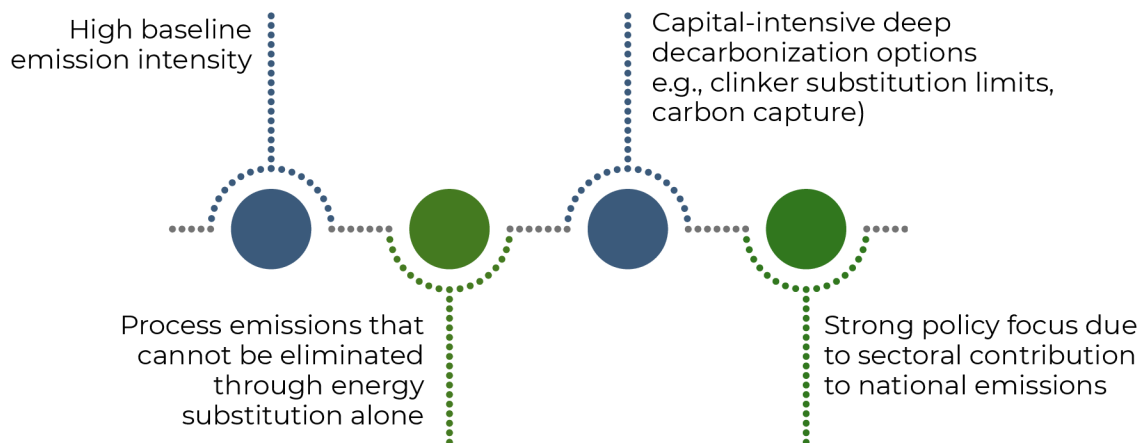 High baseline
emission intensity
Process emissions that
cannot be eliminated
through energy
substitution alone
Capital-intensive deep
decarbonization options
e.g., clinker substitution limits,
carbon capture)
Strong policy focus due
to sectoral contribution
to national emissions